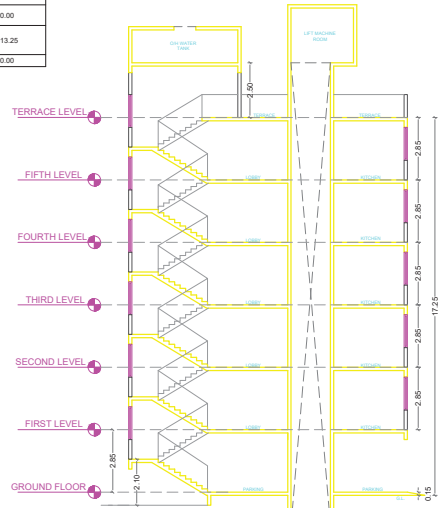 0.00
13.25
0.00
LIFT MACHINE
ROOM
O/H WATER
TANK
2.50
TERRACE LEVEL
TERRACE
TERRACE
2.85
FIFTH LEVEL
LOBBY
KITCHEN
2.85
FOURTH LEVEL
LOBBY
KITCHEN
2.85
17.25
THIRD LEVEL
LOBBY
KITCHEN
2.85
SECOND LEVEL
LOBBY
KITCHEN
2.85
FIRST LEVEL
LOBBY
KITCHEN
2.85
2.10
GROUND FLOOR
PARKING
PARKING
0.15